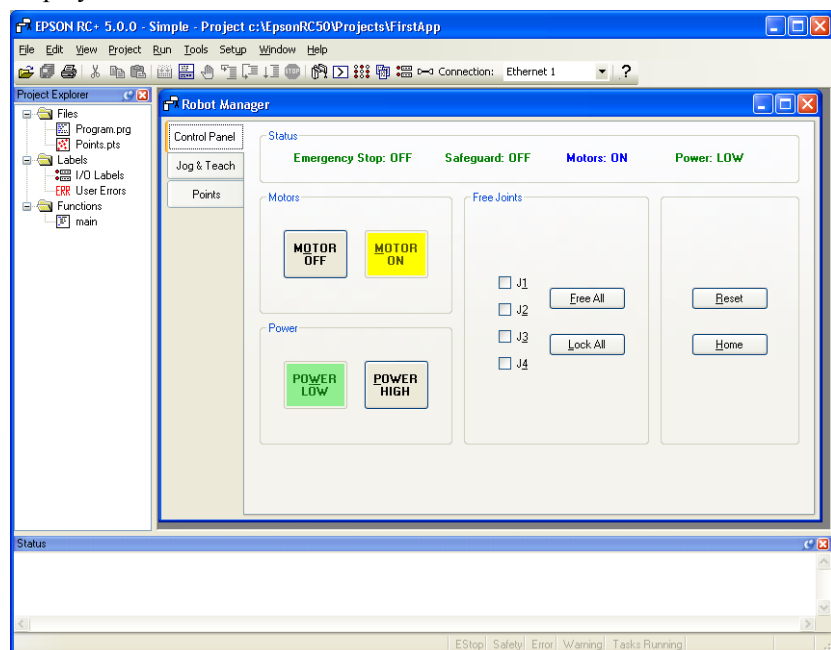 EPSON RC+ 5.0.0 - Simple - Project c:\EpsonRC50\Projects\FirstApp
File Edit View Project Run Tools Setup Window Help
Connection: Ethernet 1
Project Explorer
Files
Program.prg
Points.pts
Labels
I/O Labels
ERR User Errors
Functions
main
Robot Manager
Control Panel
Jog & Teach
Points
Status
Emergency Stop: OFF Safeguard: OFF Motors: ON Power: LOW
Motors
MOTOR OFF
MOTOR ON
Power
POWER LOW
POWER HIGH
Free Joints
J1
J2
J3
J4
Free All
Lock All
Reset
Home
Status
EStop Safety Error Warning Tasks Running